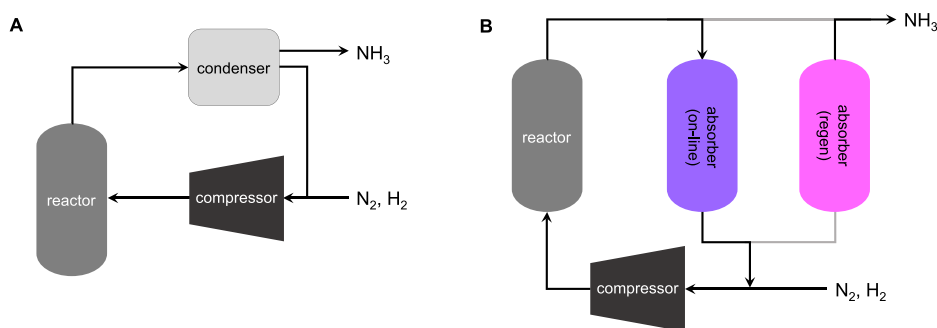 A
condenser
NH3
reactor
compressor
N2, H2
B
NH3
reactor
absorber
(on-line)
absorber
(regen)
compressor
N2, H2